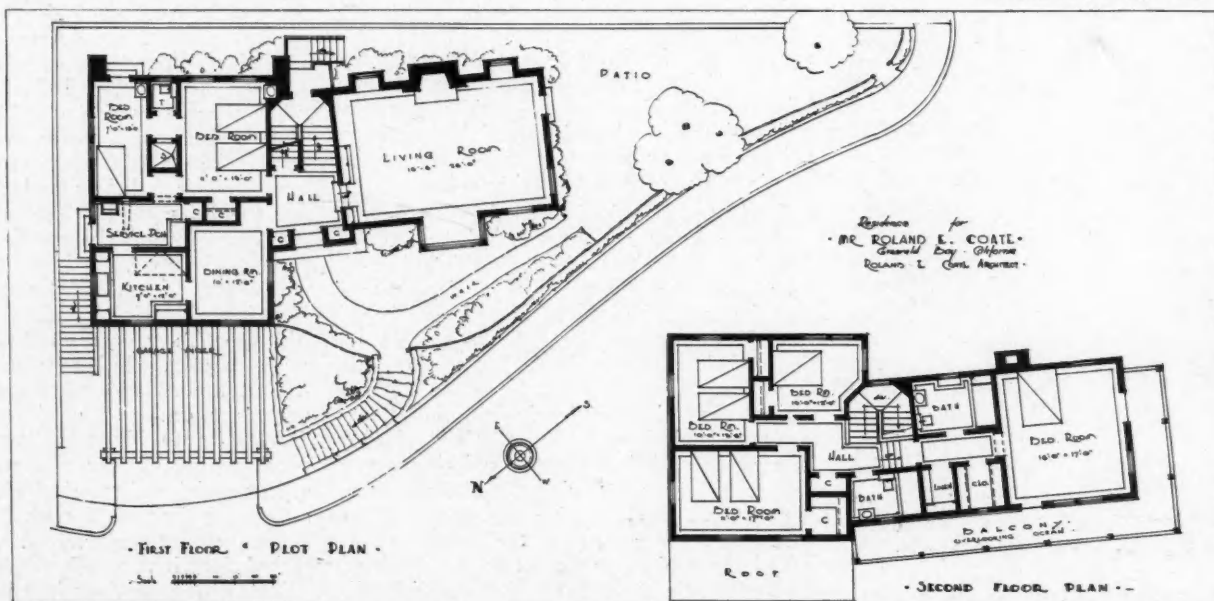 PATIO
BED
ROOM
T.
BED ROOM
LIVING ROOM
HALL
C
C
C
C
SERVICE PCH
DINING RM
KITCHEN
WALK
GARAGE UNDER
Residence for
· MR ROLAND E. COATE ·
Emerald Bay - California
ROLAND E. COATE ARCHITECT ·
E
S
N
W
- FIRST FLOOR & PLOT PLAN -
BED RM.
BED RM.
BATH
BED. ROOM
HALL
C
BATH
LINEN
CLO.
BED ROOM
C
BALCONY
OVERLOOKING OCEAN
ROOF
- SECOND FLOOR PLAN -